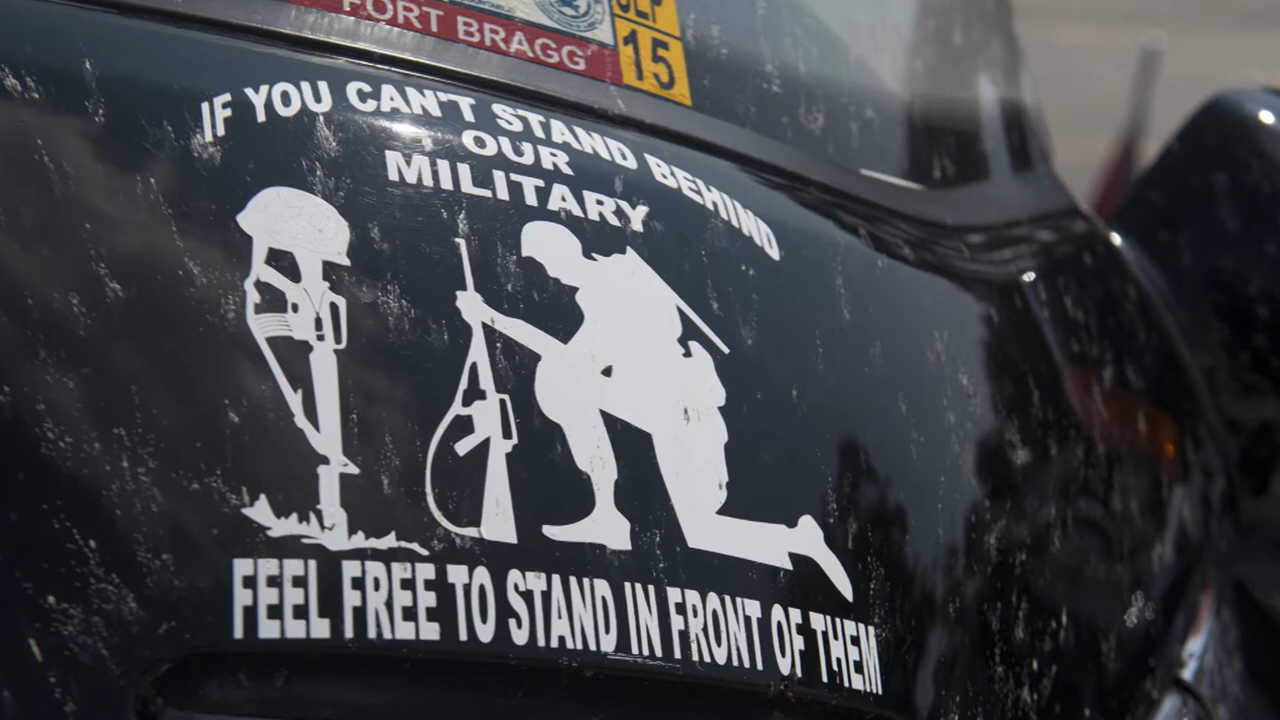 SEP
FORT BRAGG
15
IF YOU CAN'T STAND BEHIND
OUR
MILITARY
FEEL FREE TO STAND IN FRONT OF THEM